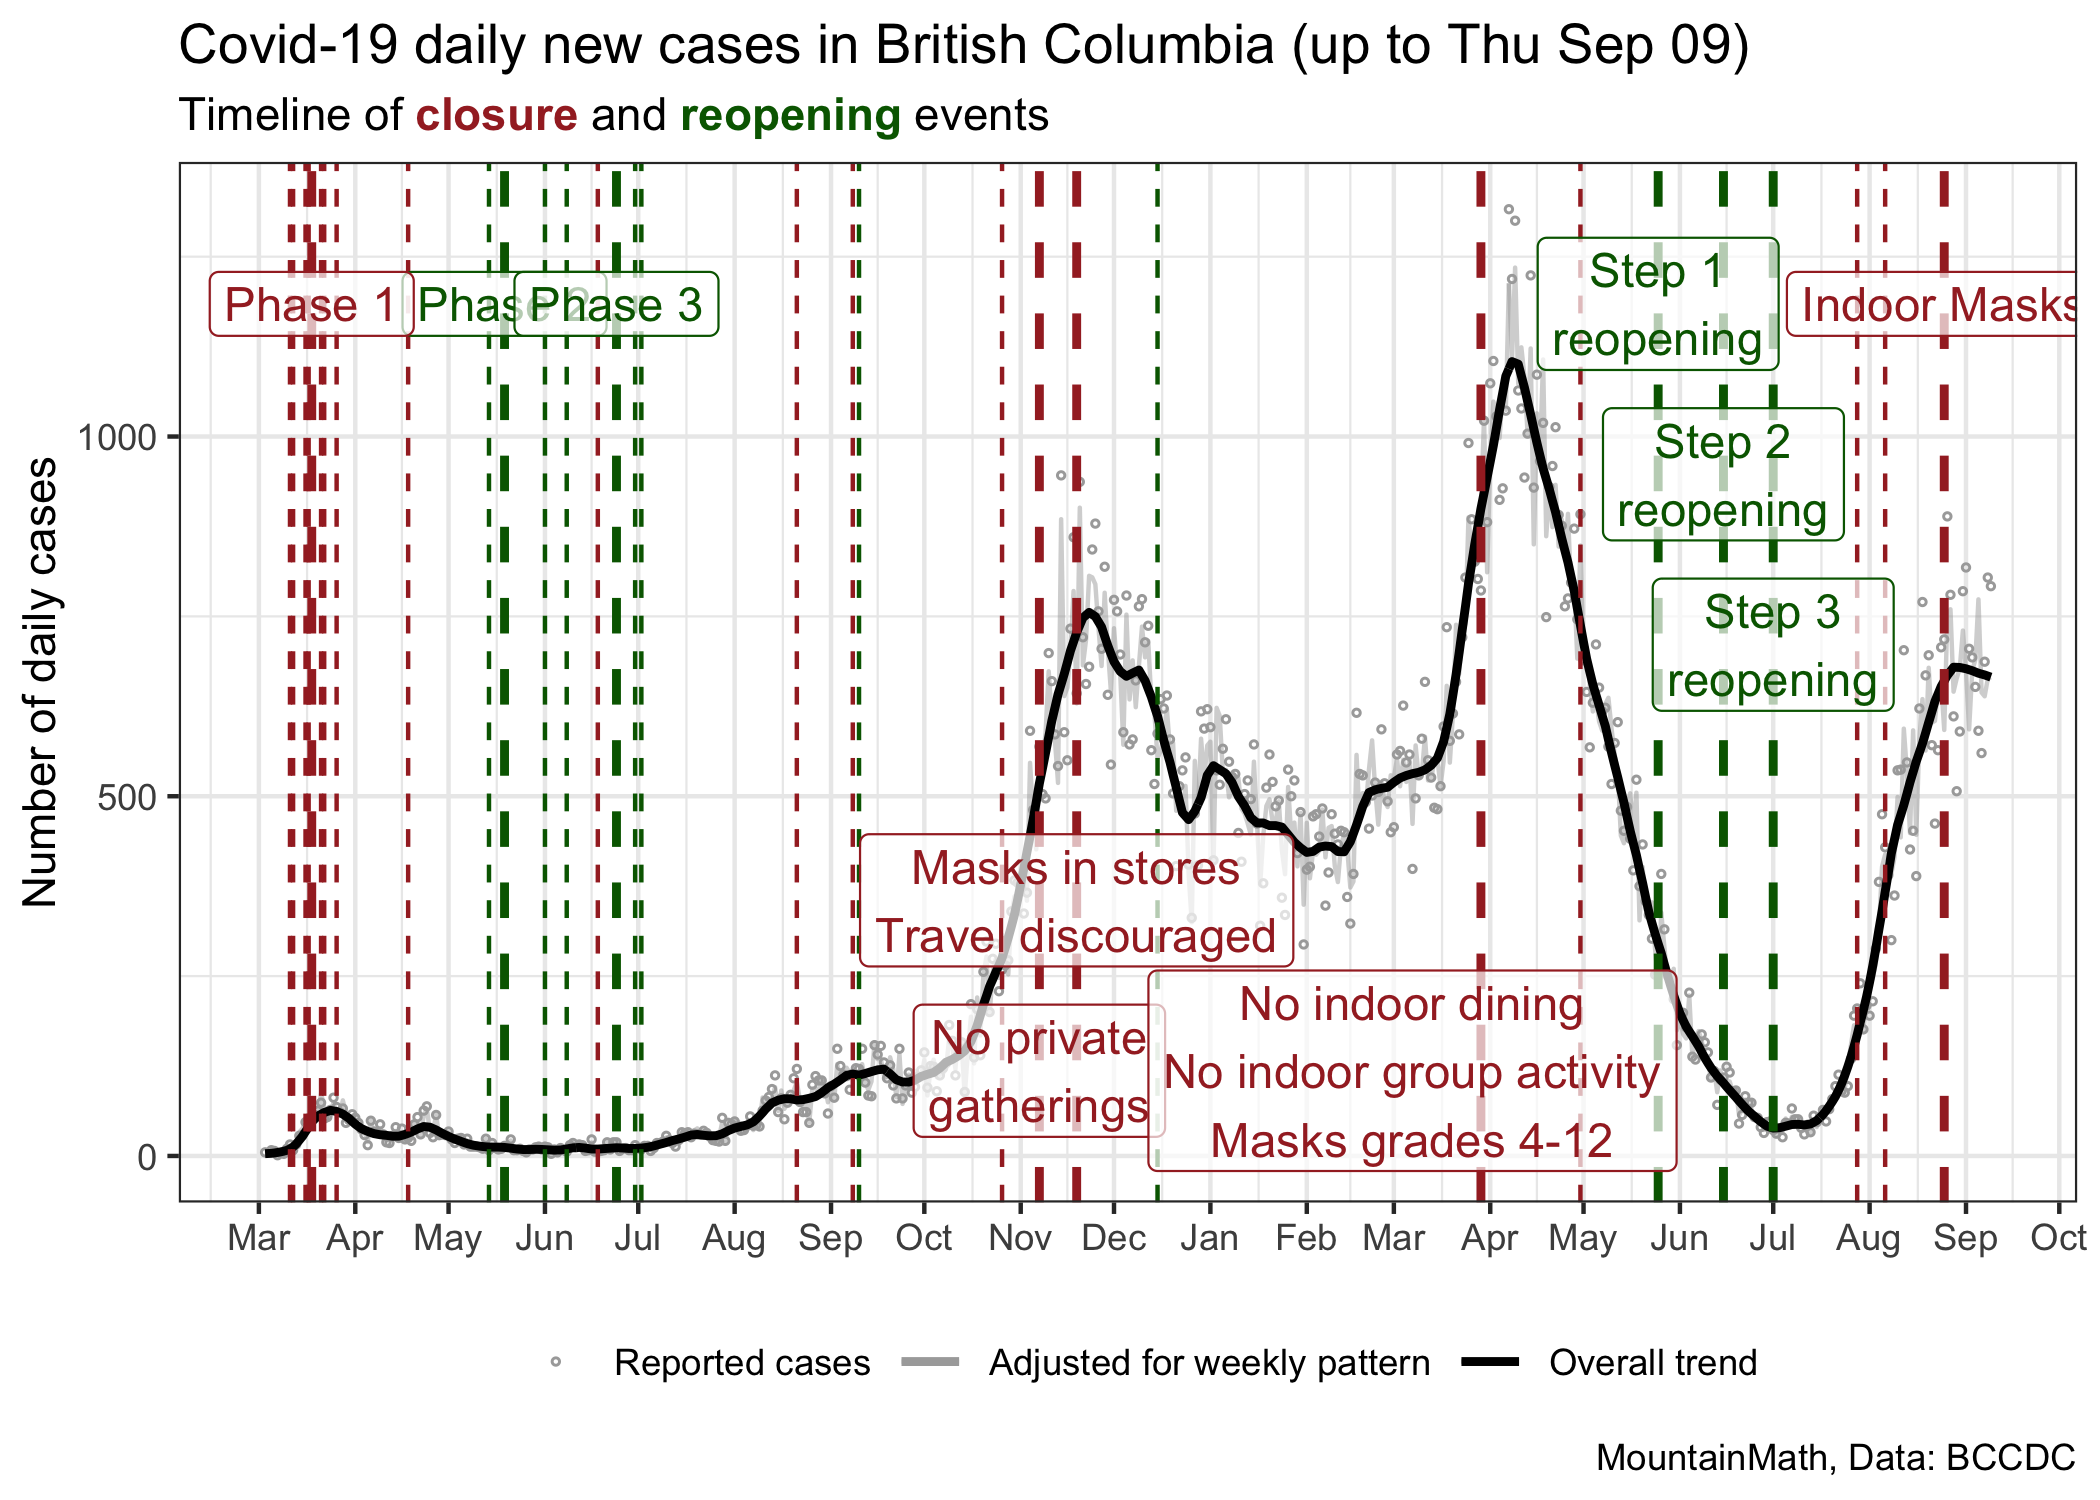 Covid-19 daily new cases in British Columbia (up to Thu Sep 09)
Timeline of closure and reopening events
Number of daily cases
1000
500
0
Phase 1
Phase 2
Phase 3
Step 1
reopening
Indoor Masks
Step 2
reopening
Step 3
reopening
Masks in stores
Travel discouraged
No private
gatherings
No indoor dining
No indoor group activity
Masks grades 4-12
Mar Apr May Jun Jul Aug Sep Oct Nov Dec Jan Feb Mar Apr May Jun Jul Aug Sep Oct
Reported cases Adjusted for weekly pattern Overall trend
MountainMath, Data: BCCDC